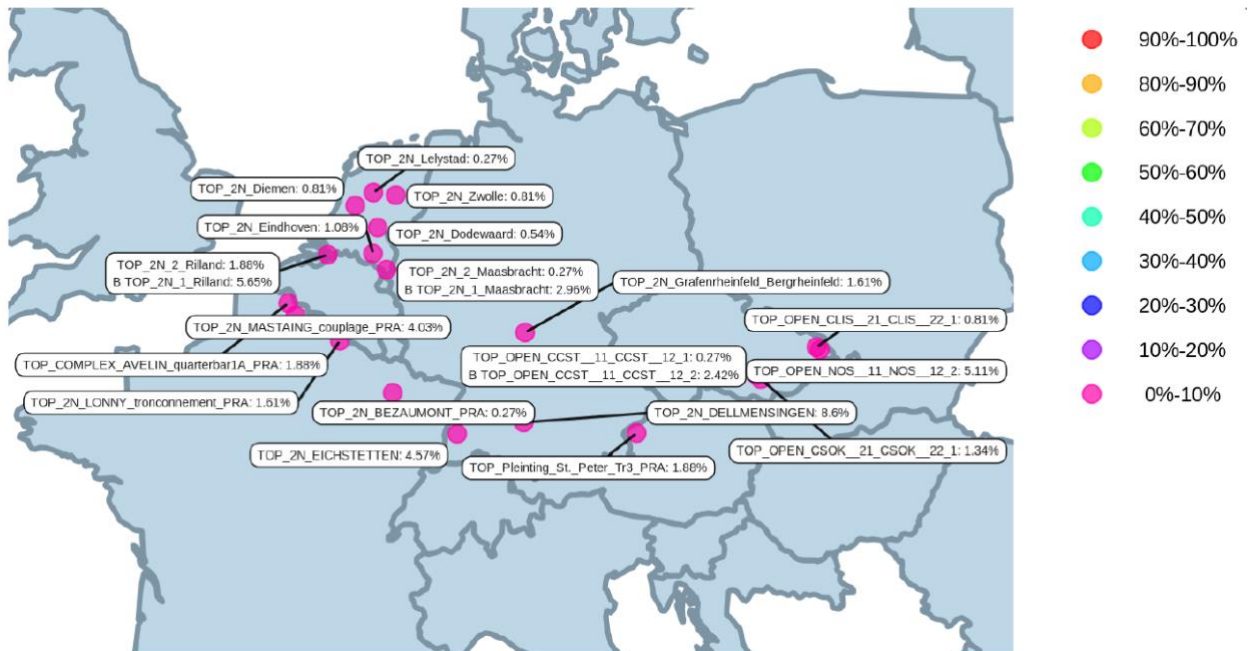 TOP_2N_Lelystad: 0.27%
TOP_2N_Diemen: 0.81%
TOP_2N_Zwolle: 0.81%
TOP_2N_Eindhoven: 1.08%
TOP_2N_Dodewaard: 0.54%
TOP_2N_2_Rilland: 1.88%
B TOP_2N_1_Rilland: 5.65%
TOP_2N_2_Maasbracht: 0.27%
B TOP_2N_1_Maasbracht: 2.96%
TOP_2N_Grafenrheinfeld_Bergrheinfeld: 1.61%
TOP_2N_MASTAING_couplage_PRA: 4.03%
TOP_OPEN_CLIS__21_CLIS__22_1: 0.81%
TOP_COMPLEX_AVELIN_quarterbar1A_PRA: 1.88%
TOP_OPEN_CCST__11_CCST__12_1: 0.27%
B TOP_OPEN_CCST__11_CCST__12_2: 2.42%
TOP_OPEN_NOS__11_NOS__12_2: 5.11%
TOP_2N_LONNY_tronconnement_PRA: 1.61%
TOP_2N_BEZAUMONT_PRA: 0.27%
TOP_2N_DELLMENSINGEN: 8.6%
TOP_2N_EICHSTETTEN: 4.57%
TOP_Pleinting_St._Peter_Tr3_PRA: 1.88%
TOP_OPEN_CSOK__21_CSOK__22_1: 1.34%
90%-100%
80%-90%
60%-70%
50%-60%
40%-50%
30%-40%
20%-30%
10%-20%
0%-10%